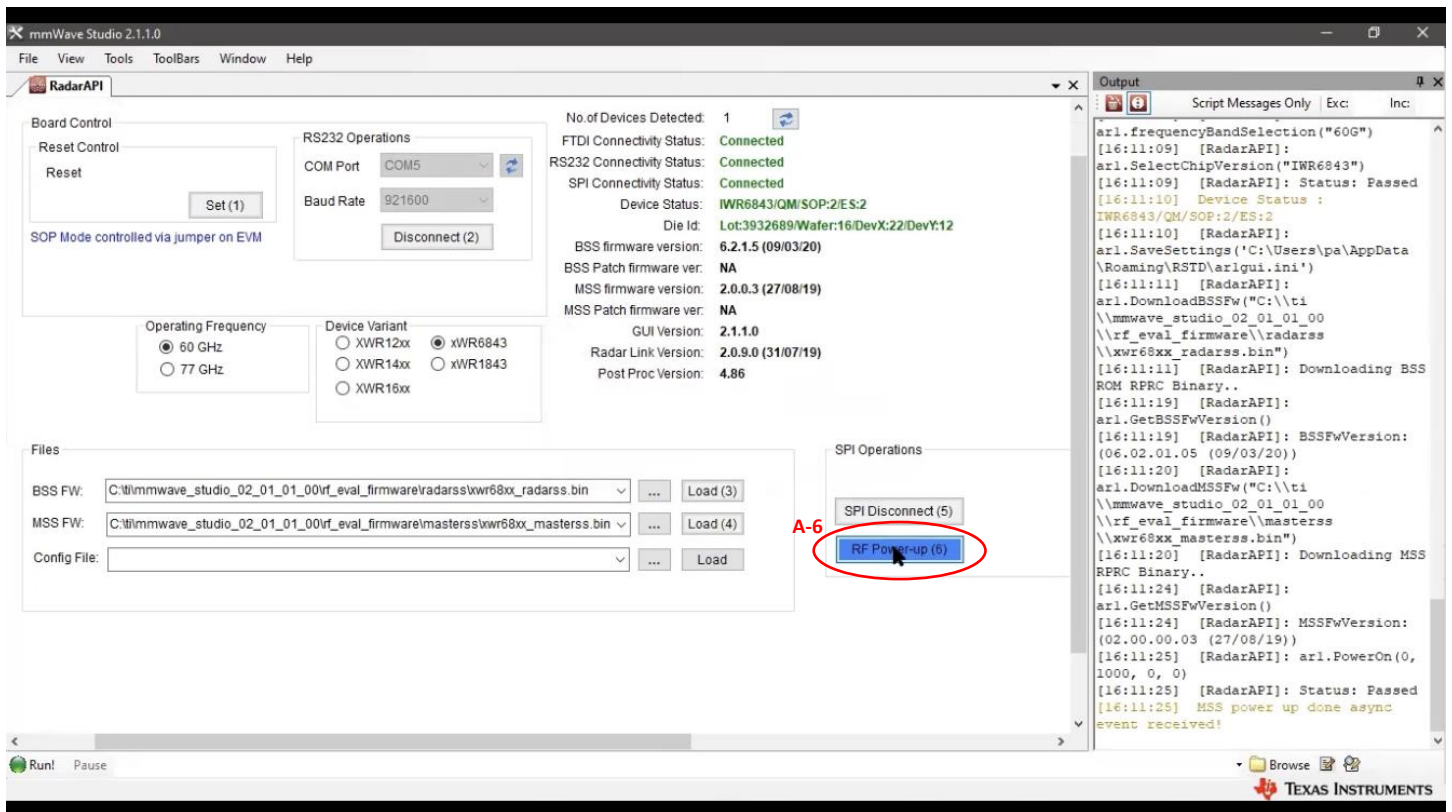 mmWave Studio 2.1.1.0
File View Tools ToolBars Window Help
RadarAPI
Board Control
Reset Control
Reset
Set (1)
SOP Mode controlled via jumper on EVM
RS232 Operations
COM Port COM5
Baud Rate 921600
Disconnect (2)
No.of Devices Detected: 1
FTDI Connectivity Status: Connected
RS232 Connectivity Status: Connected
SPI Connectivity Status: Connected
Device Status: IWR6843/QM/SOP:2/ES:2
Die Id: Lot:3932689/Wafer:16/DevX:22/DevY:12
BSS firmware version: 6.2.1.5 (09/03/20)
BSS Patch firmware ver: NA
MSS firmware version: 2.0.0.3 (27/08/19)
MSS Patch firmware ver: NA
GUI Version: 2.1.1.0
Radar Link Version: 2.0.9.0 (31/07/19)
Post Proc Version: 4.86
Operating Frequency
60 GHz
77 GHz
Device Variant
XWR12xx xWR6843
XWR14xx xWR1843
XWR16xx
Files
BSS FW: C:\ti\mmwave_studio_02_01_01_00\rf_eval_firmware\radarss\xwr68xx_radarss.bin ... Load (3)
MSS FW: C:\ti\mmwave_studio_02_01_01_00\rf_eval_firmware\masterss\xwr68xx_masterss.bin ... Load (4)
Config File: ... Load
SPI Operations
SPI Disconnect (5)
A-6
RF Power-up (6)
Output
Script Messages Only Exc: Inc:
ar1.frequencyBandSelection("60G")
[16:11:09] [RadarAPI]:
ar1.SelectChipVersion("IWR6843")
[16:11:09] [RadarAPI]: Status: Passed
[16:11:10] Device Status :
IWR6843/QM/SOP:2/ES:2
[16:11:10] [RadarAPI]:
ar1.SaveSettings('C:\Users\pa\AppData
\Roaming\RSTD\ar1gui.ini')
[16:11:11] [RadarAPI]:
ar1.DownloadBSSFw("C:\\ti
\\mmwave_studio_02_01_01_00
\\rf_eval_firmware\\radarss
\\xwr68xx_radarss.bin")
[16:11:11] [RadarAPI]: Downloading BSS
ROM RPRC Binary..
[16:11:19] [RadarAPI]:
ar1.GetBSSFwVersion()
[16:11:19] [RadarAPI]: BSSFwVersion:
(06.02.01.05 (09/03/20))
[16:11:20] [RadarAPI]:
ar1.DownloadMSSFw("C:\\ti
\\mmwave_studio_02_01_01_00
\\rf_eval_firmware\\masterss
\\xwr68xx_masterss.bin")
[16:11:20] [RadarAPI]: Downloading MSS
RPRC Binary..
[16:11:24] [RadarAPI]:
ar1.GetMSSFwVersion()
[16:11:24] [RadarAPI]: MSSFwVersion:
(02.00.00.03 (27/08/19))
[16:11:25] [RadarAPI]: ar1.PowerOn(0,
1000, 0, 0)
[16:11:25] [RadarAPI]: Status: Passed
[16:11:25] MSS power up done async
event received!
Run! Pause
Browse
TEXAS INSTRUMENTS